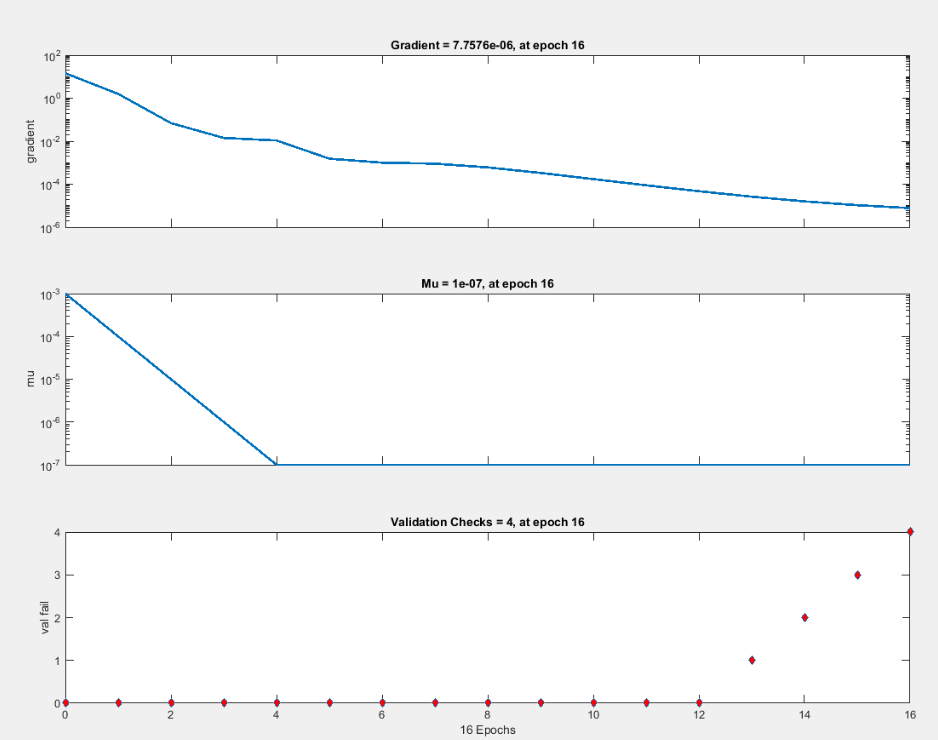 Gradient = 7.7576e-06, at epoch 16
10^2
10^0
10^-2
10^-4
10^-6
gradient
Mu = 1e-07, at epoch 16
10^-3
10^-4
10^-5
10^-6
10^-7
mu
Validation Checks = 4, at epoch 16
4
3
2
1
0
val fail
0 2 4 6 8 10 12 14 16
16 Epochs